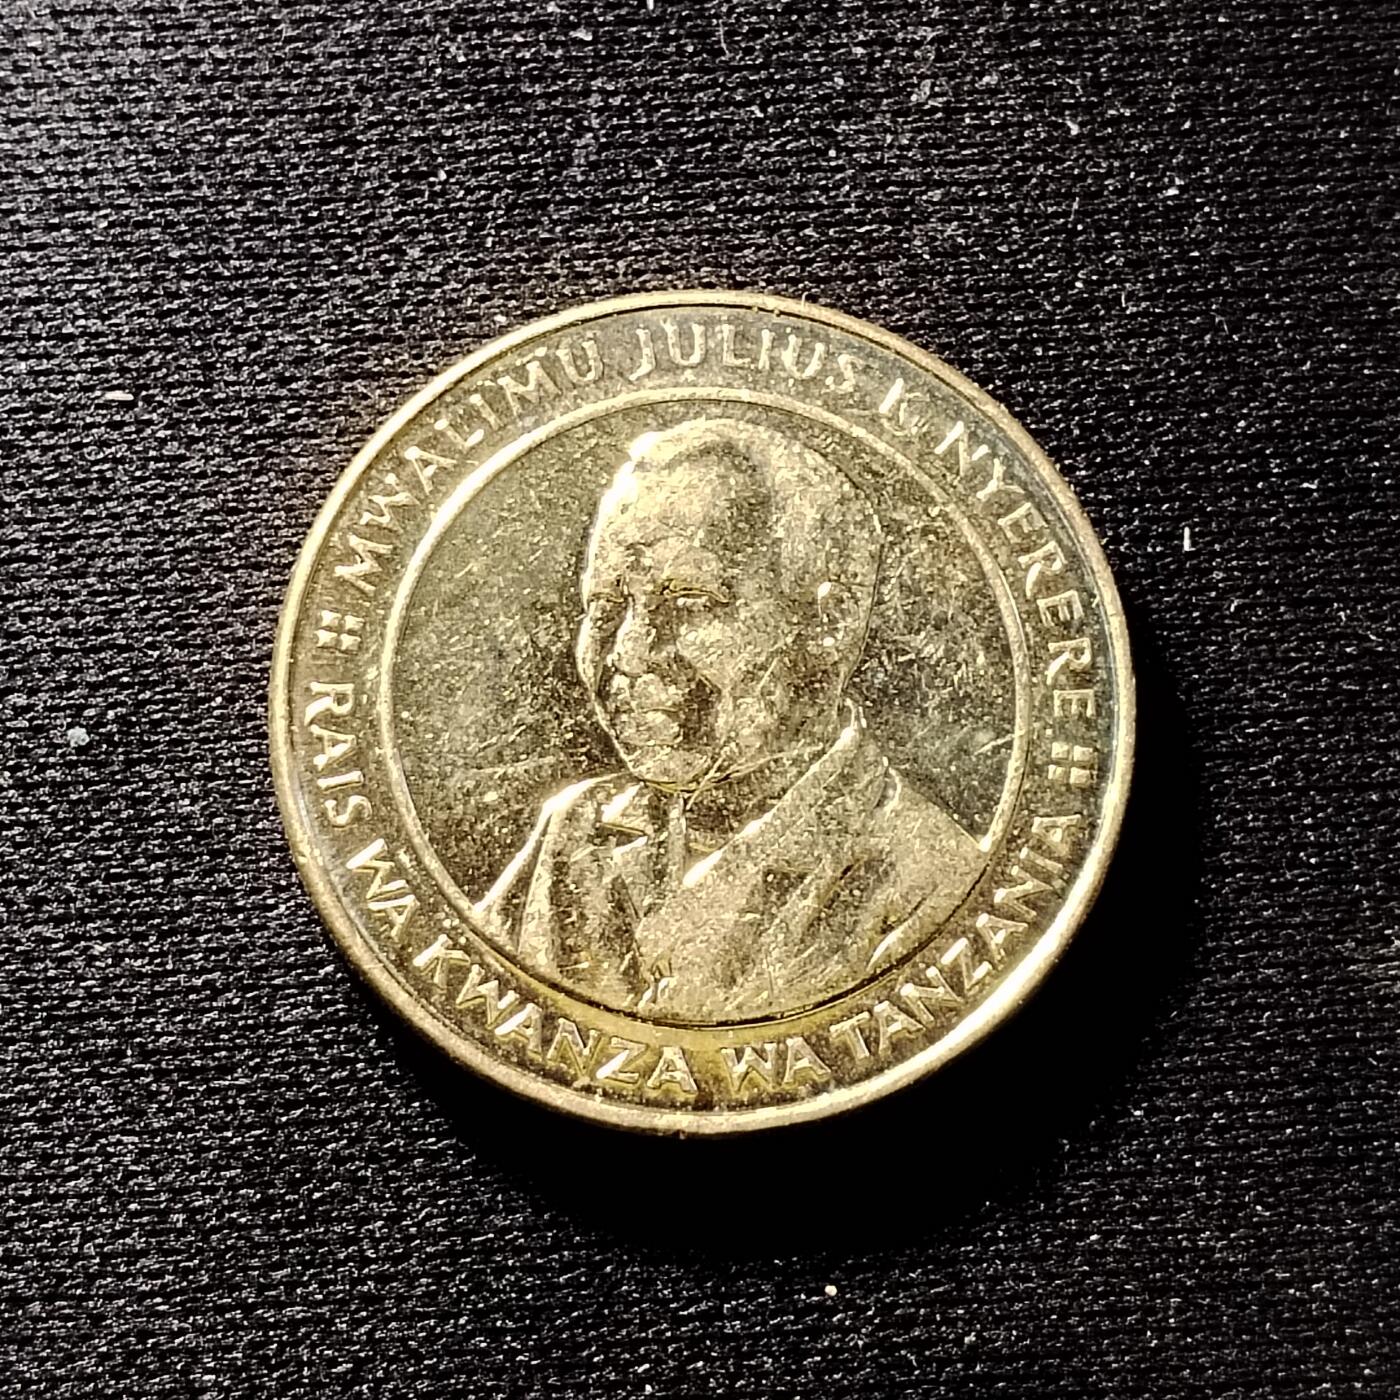 MWALIMU JULIUS K. NYERERE
RAIS WA KWANZA WA TANZANIA